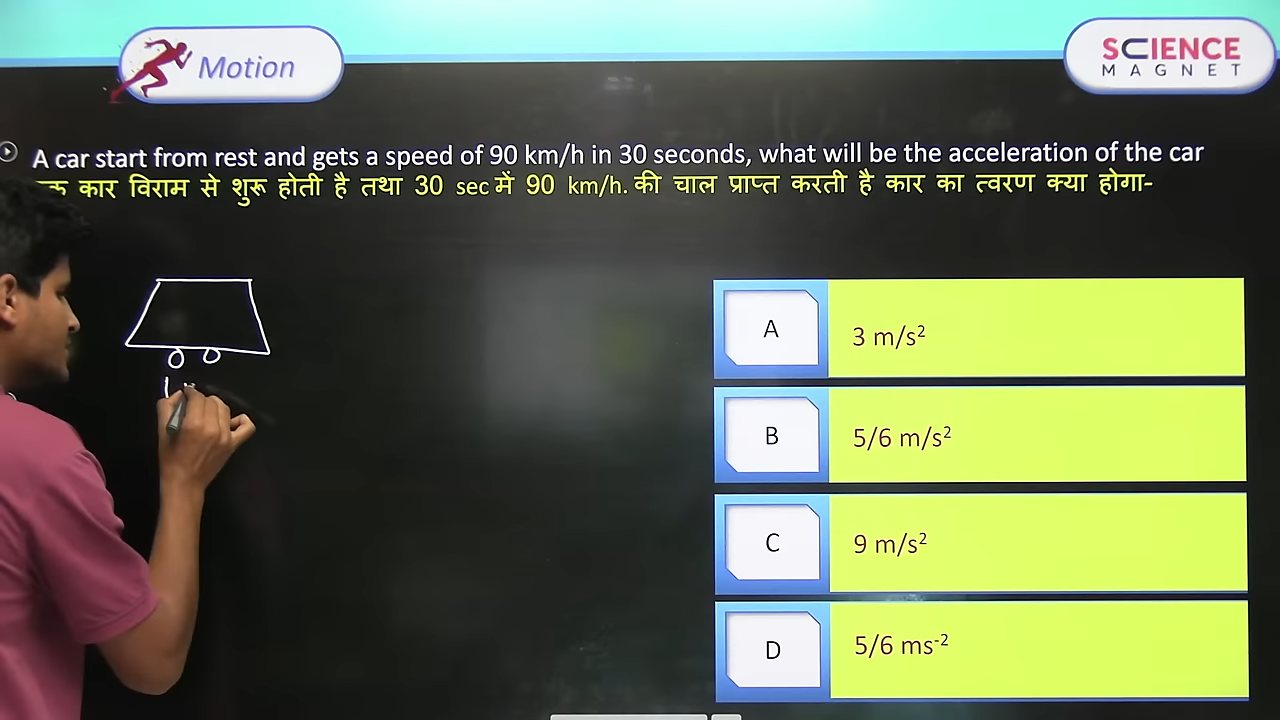 Motion
SCIENCE
MAGNET
A car start from rest and gets a speed of 90 km/h in 30 seconds, what will be the acceleration of the car
कार विराम से शुरू होती है तथा 30 sec में 90 km/h. की चाल प्राप्त करती है कार का त्वरण क्या होगा-
A
3 m/s²
B
5/6 m/s²
C
9 m/s²
D
5/6 ms⁻²